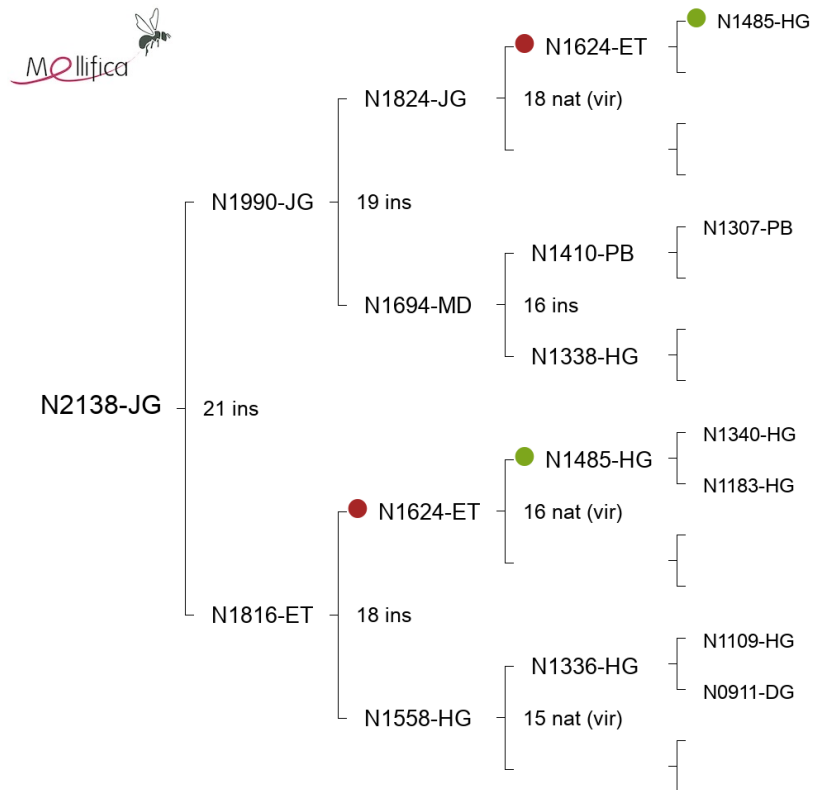 Mellifica
N1485-HG
N1624-ET
N1824-JG
18 nat (vir)
N1990-JG
19 ins
N1307-PB
N1410-PB
N1694-MD
16 ins
N1338-HG
N2138-JG
21 ins
N1340-HG
N1485-HG
N1183-HG
N1624-ET
16 nat (vir)
N1816-ET
18 ins
N1109-HG
N1336-HG
N0911-DG
N1558-HG
15 nat (vir)